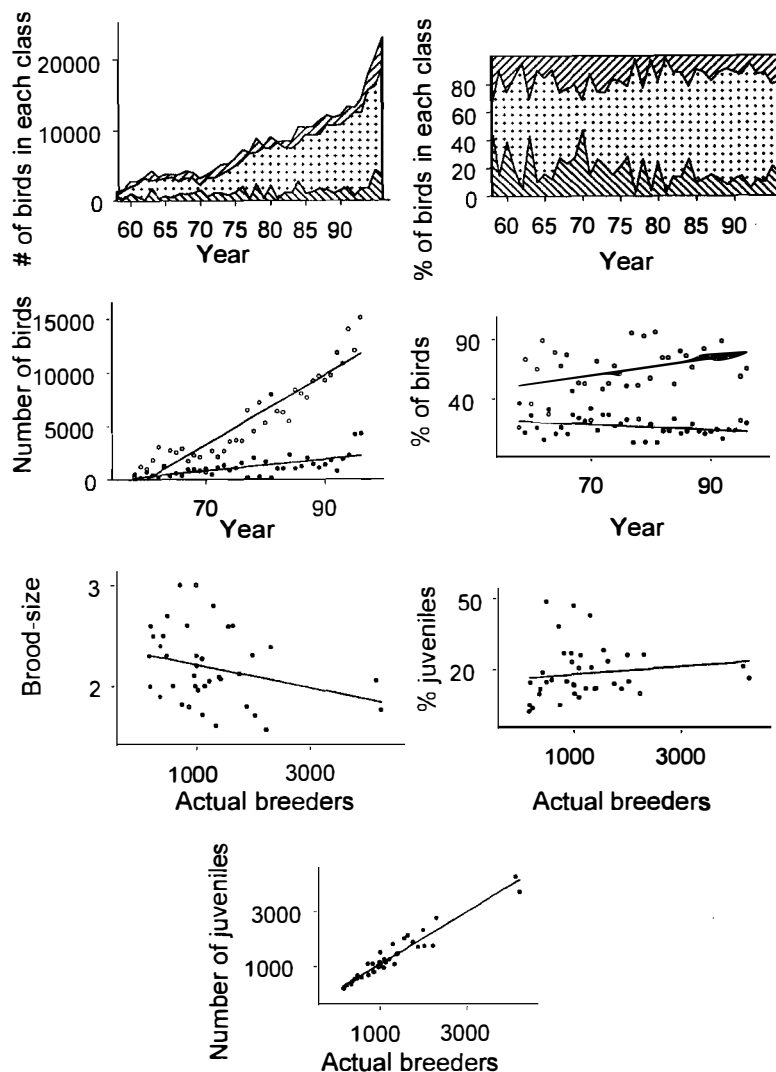 # of birds in each class
20000
10000
0
60 65 70 75 80 85 90
Year
% of birds in each class
80
60
40
20
0
60 65 70 75 80 85 90
Year
Number of birds
15000
10000
5000
0
70 90
Year
% of birds
90
40
70 90
Year
Brood-size
3
2
1000 3000
Actual breeders
% juveniles
50
20
1000 3000
Actual breeders
Number of juveniles
3000
1000
1000 3000
Actual breeders